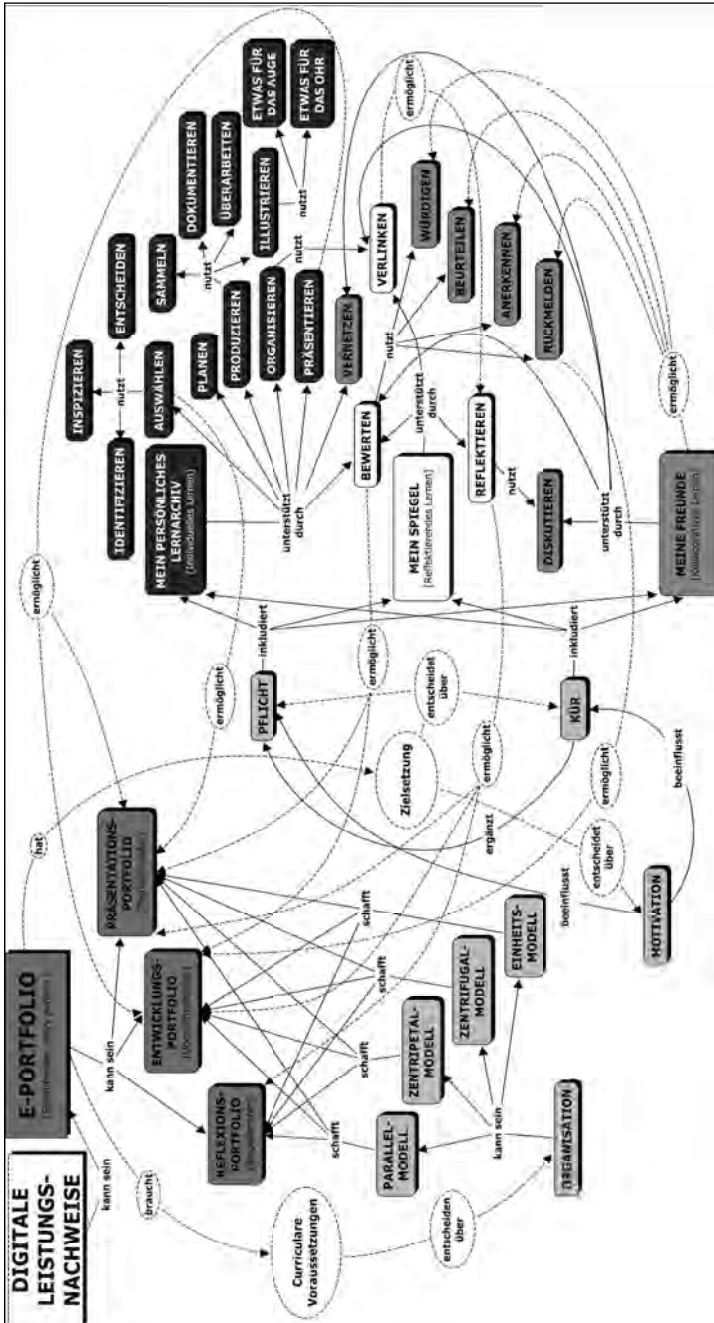 DIGITALE
LEISTUNGS-
NACHWEISE
kann sein
E-PORTFOLIO
hat
braucht
kann sein
REFLEXIONS-
PORTFOLIO
ENTWICKLUNGS-
PORTFOLIO
PRÄSENTATIONS-
PORTFOLIO
ermöglicht
Curriculare
Voraussetzungen
entscheiden
über
ORGANISATION
kann sein
PARALLEL-
MODELL
ZENTRIPETAL-
MODELL
ZENTRIFUGAL-
MODELL
EINHEITS-
MODELL
schafft
schafft
schafft
schafft
MOTIVATION
beeinflusst
beeinflusst
Zielsetzung
entscheidet
über
entscheidet
über
ergänzt
PFLICHT
KÜR
inkludiert
inkludiert
ermöglicht
ermöglicht
ermöglicht
ermöglicht
MEIN PERSÖNLICHES
LERNARCHIV
[Individuelles Lernen]
MEIN SPIEGEL
[Reflektierendes Lernen]
MEINE FREUNDE
[Kooperatives Lernen]
unterstützt
durch
unterstützt
durch
unterstützt
durch
IDENTIFIZIEREN
INSPIZIEREN
ENTSCHEIDEN
nutzt
AUSWÄHLEN
PLANEN
PRODUZIEREN
ORGANISIEREN
PRÄSENTIEREN
VERNETZEN
SAMMELN
DOKUMENTIEREN
ÜBERARBEITEN
ILLUSTRIEREN
nutzt
nutzt
ETWAS FÜR
DAS AUGE
ETWAS FÜR
DAS OHR
nutzt
VERLINKEN
BEWERTEN
nutzt
REFLEKTIEREN
nutzt
DISKUTIEREN
WÜRDIGEN
BEURTEILEN
ANERKENNEN
RÜCKMELDEN
ermöglicht
ermöglicht